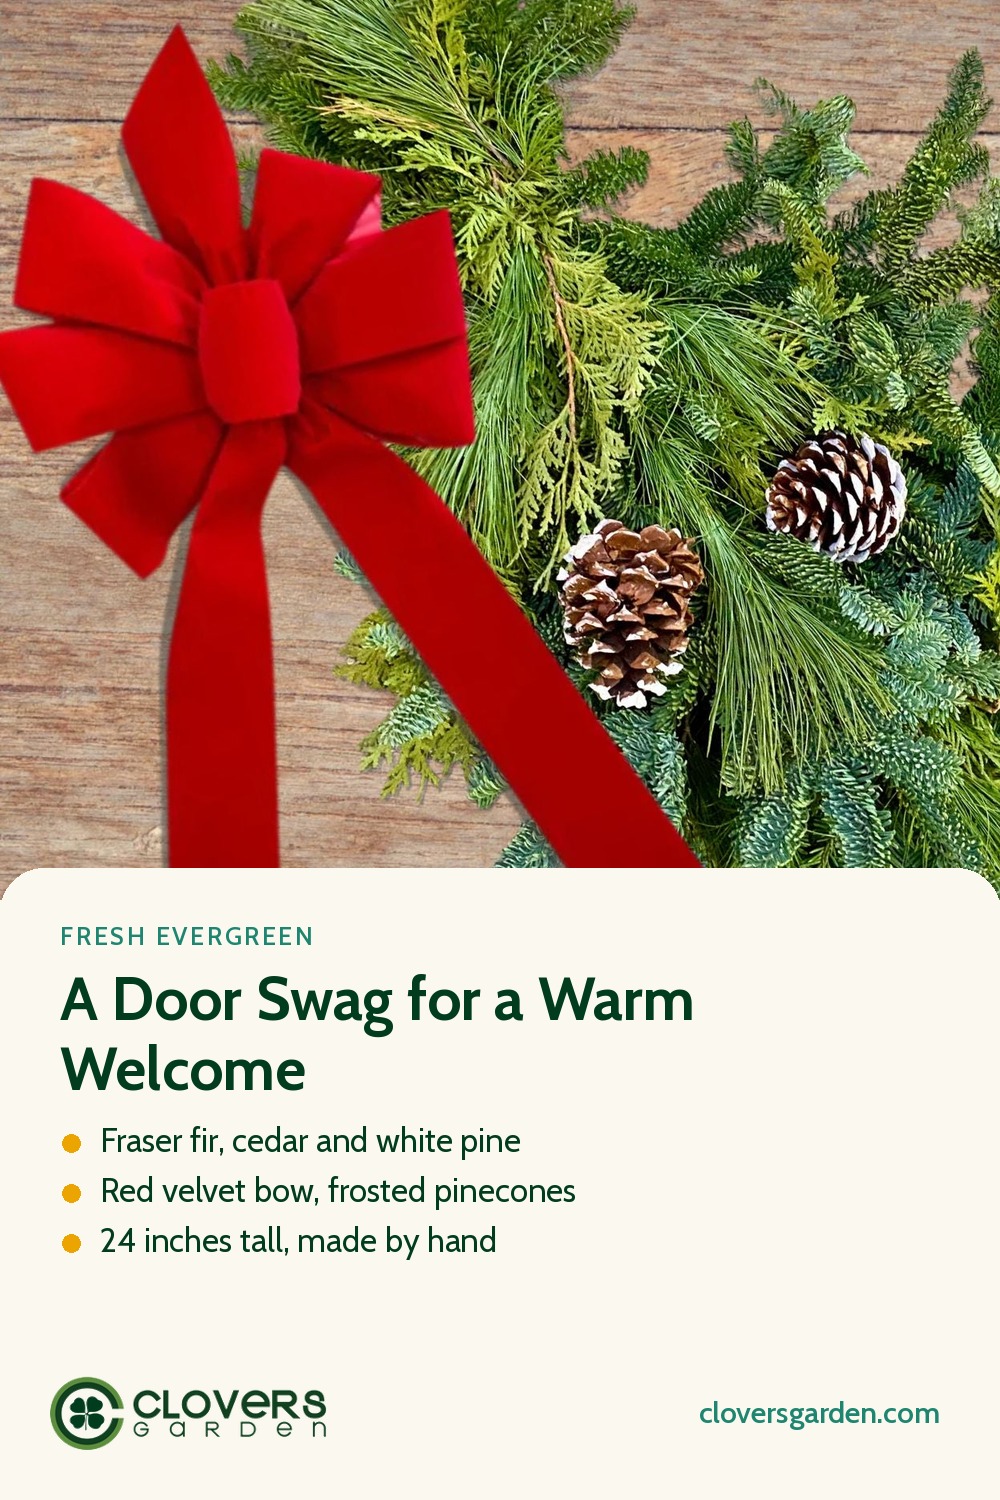 FRESH EVERGREEN
A Door Swag for a Warm
Welcome
Fraser fir, cedar and white pine
Red velvet bow, frosted pinecones
24 inches tall, made by hand
CLOVERS
GARDEN
cloversgarden.com